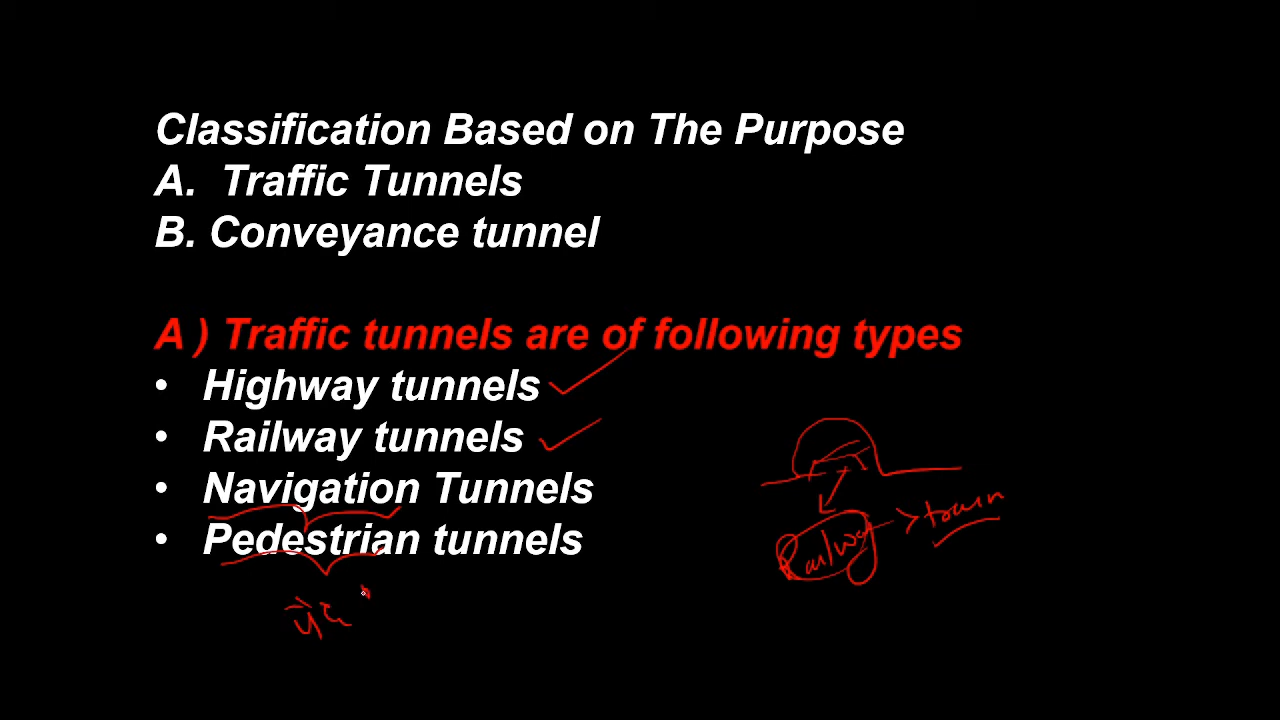 Classification Based on The Purpose
A. Traffic Tunnels
B. Conveyance tunnel
A ) Traffic tunnels are of following types
• Highway tunnels
• Railway tunnels
• Navigation Tunnels
• Pedestrian tunnels
Railway > train